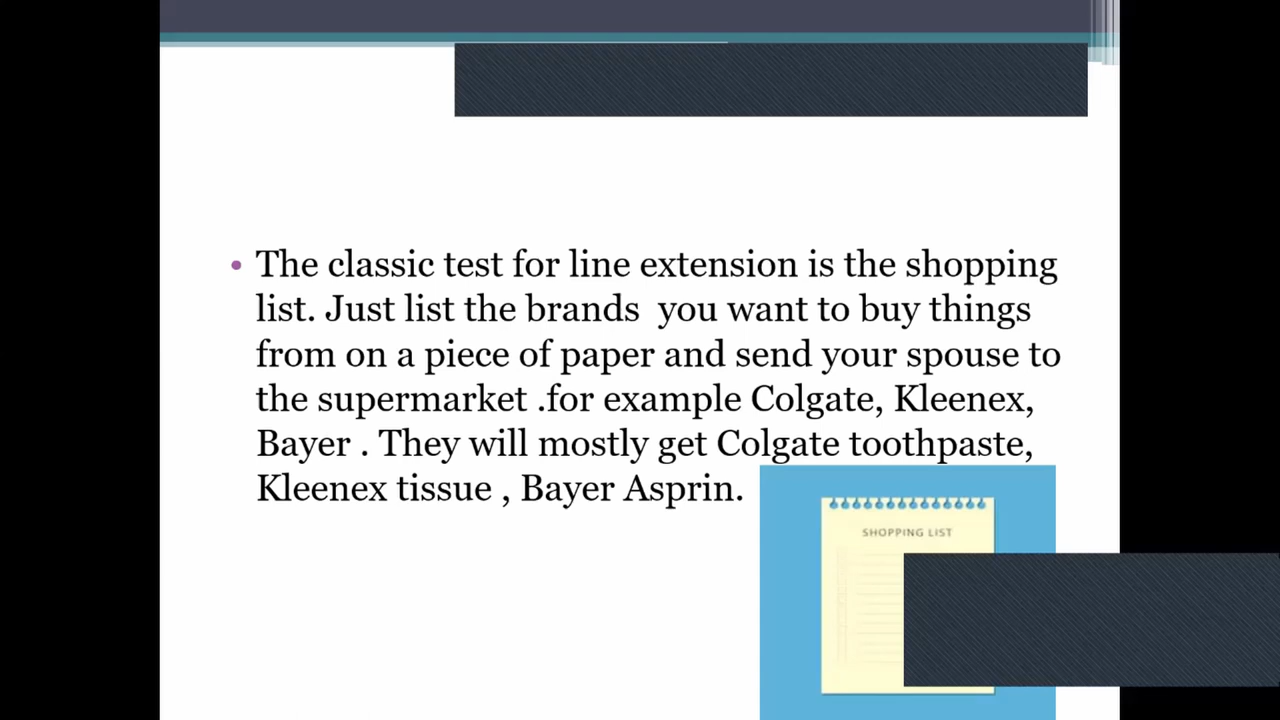 The classic test for line extension is the shopping
list. Just list the brands  you want to buy things
from on a piece of paper and send your spouse to
the supermarket .for example Colgate, Kleenex,
Bayer . They will mostly get Colgate toothpaste,
Kleenex tissue , Bayer Asprin.
SHOPPING LIST